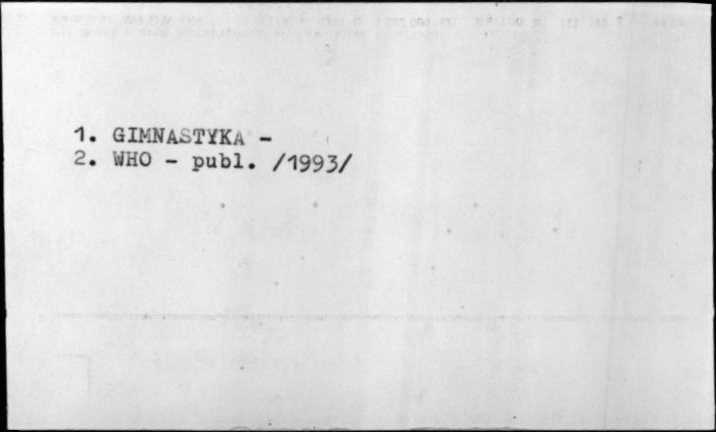 1. GIMNASTYKA -
2. WHO - publ. /1993/